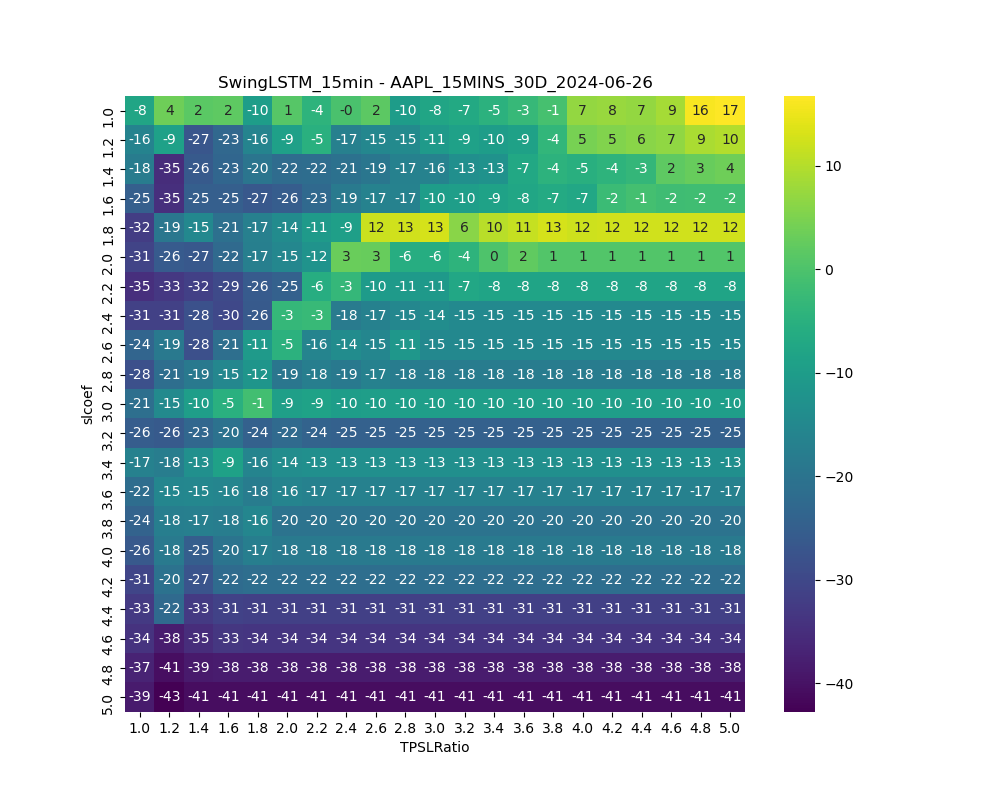 SwingLSTM_15min - AAPL_15MINS_30D_2024-06-26
1.0 -8 4 2 2 -10 1 -4 -0 2 -10 -8 -7 -5 -3 -1 7 8 7 9 16 17
1.2 -16 -9 -27 -23 -16 -9 -5 -17 -15 -15 -11 -9 -10 -9 -4 5 5 6 7 9 10
1.4 -18 -35 -26 -23 -20 -22 -22 -21 -19 -17 -16 -13 -13 -7 -4 -5 -4 -3 2 3 4
1.6 -25 -35 -25 -25 -27 -26 -23 -19 -17 -17 -10 -10 -9 -8 -7 -7 -2 -1 -2 -2 -2
1.8 -32 -19 -15 -21 -17 -14 -11 -9 12 13 13 6 10 11 13 12 12 12 12 12 12
2.0 -31 -26 -27 -22 -17 -15 -12 3 3 -6 -6 -4 0 2 1 1 1 1 1 1 1
2.2 -35 -33 -32 -29 -26 -25 -6 -3 -10 -11 -11 -7 -8 -8 -8 -8 -8 -8 -8 -8 -8
2.4 -31 -31 -28 -30 -26 -3 -3 -18 -17 -15 -14 -15 -15 -15 -15 -15 -15 -15 -15 -15 -15
2.6 -24 -19 -28 -21 -11 -5 -16 -14 -15 -11 -15 -15 -15 -15 -15 -15 -15 -15 -15 -15 -15
2.8 -28 -21 -19 -15 -12 -19 -18 -19 -17 -18 -18 -18 -18 -18 -18 -18 -18 -18 -18 -18 -18
3.0 -21 -15 -10 -5 -1 -9 -9 -10 -10 -10 -10 -10 -10 -10 -10 -10 -10 -10 -10 -10 -10
3.2 -26 -26 -23 -20 -24 -22 -24 -25 -25 -25 -25 -25 -25 -25 -25 -25 -25 -25 -25 -25 -25
3.4 -17 -18 -13 -9 -16 -14 -13 -13 -13 -13 -13 -13 -13 -13 -13 -13 -13 -13 -13 -13 -13
3.6 -22 -15 -15 -16 -18 -16 -17 -17 -17 -17 -17 -17 -17 -17 -17 -17 -17 -17 -17 -17 -17
3.8 -24 -18 -17 -18 -16 -20 -20 -20 -20 -20 -20 -20 -20 -20 -20 -20 -20 -20 -20 -20 -20
4.0 -26 -18 -25 -20 -17 -18 -18 -18 -18 -18 -18 -18 -18 -18 -18 -18 -18 -18 -18 -18 -18
4.2 -31 -20 -27 -22 -22 -22 -22 -22 -22 -22 -22 -22 -22 -22 -22 -22 -22 -22 -22 -22 -22
4.4 -33 -22 -33 -31 -31 -31 -31 -31 -31 -31 -31 -31 -31 -31 -31 -31 -31 -31 -31 -31 -31
4.6 -34 -38 -35 -33 -34 -34 -34 -34 -34 -34 -34 -34 -34 -34 -34 -34 -34 -34 -34 -34 -34
4.8 -37 -41 -39 -38 -38 -38 -38 -38 -38 -38 -38 -38 -38 -38 -38 -38 -38 -38 -38 -38 -38
5.0 -39 -43 -41 -41 -41 -41 -41 -41 -41 -41 -41 -41 -41 -41 -41 -41 -41 -41 -41 -41 -41
1.0 1.2 1.4 1.6 1.8 2.0 2.2 2.4 2.6 2.8 3.0 3.2 3.4 3.6 3.8 4.0 4.2 4.4 4.6 4.8 5.0
TPSLRatio
slcoef
10
0
−10
−20
−30
−40